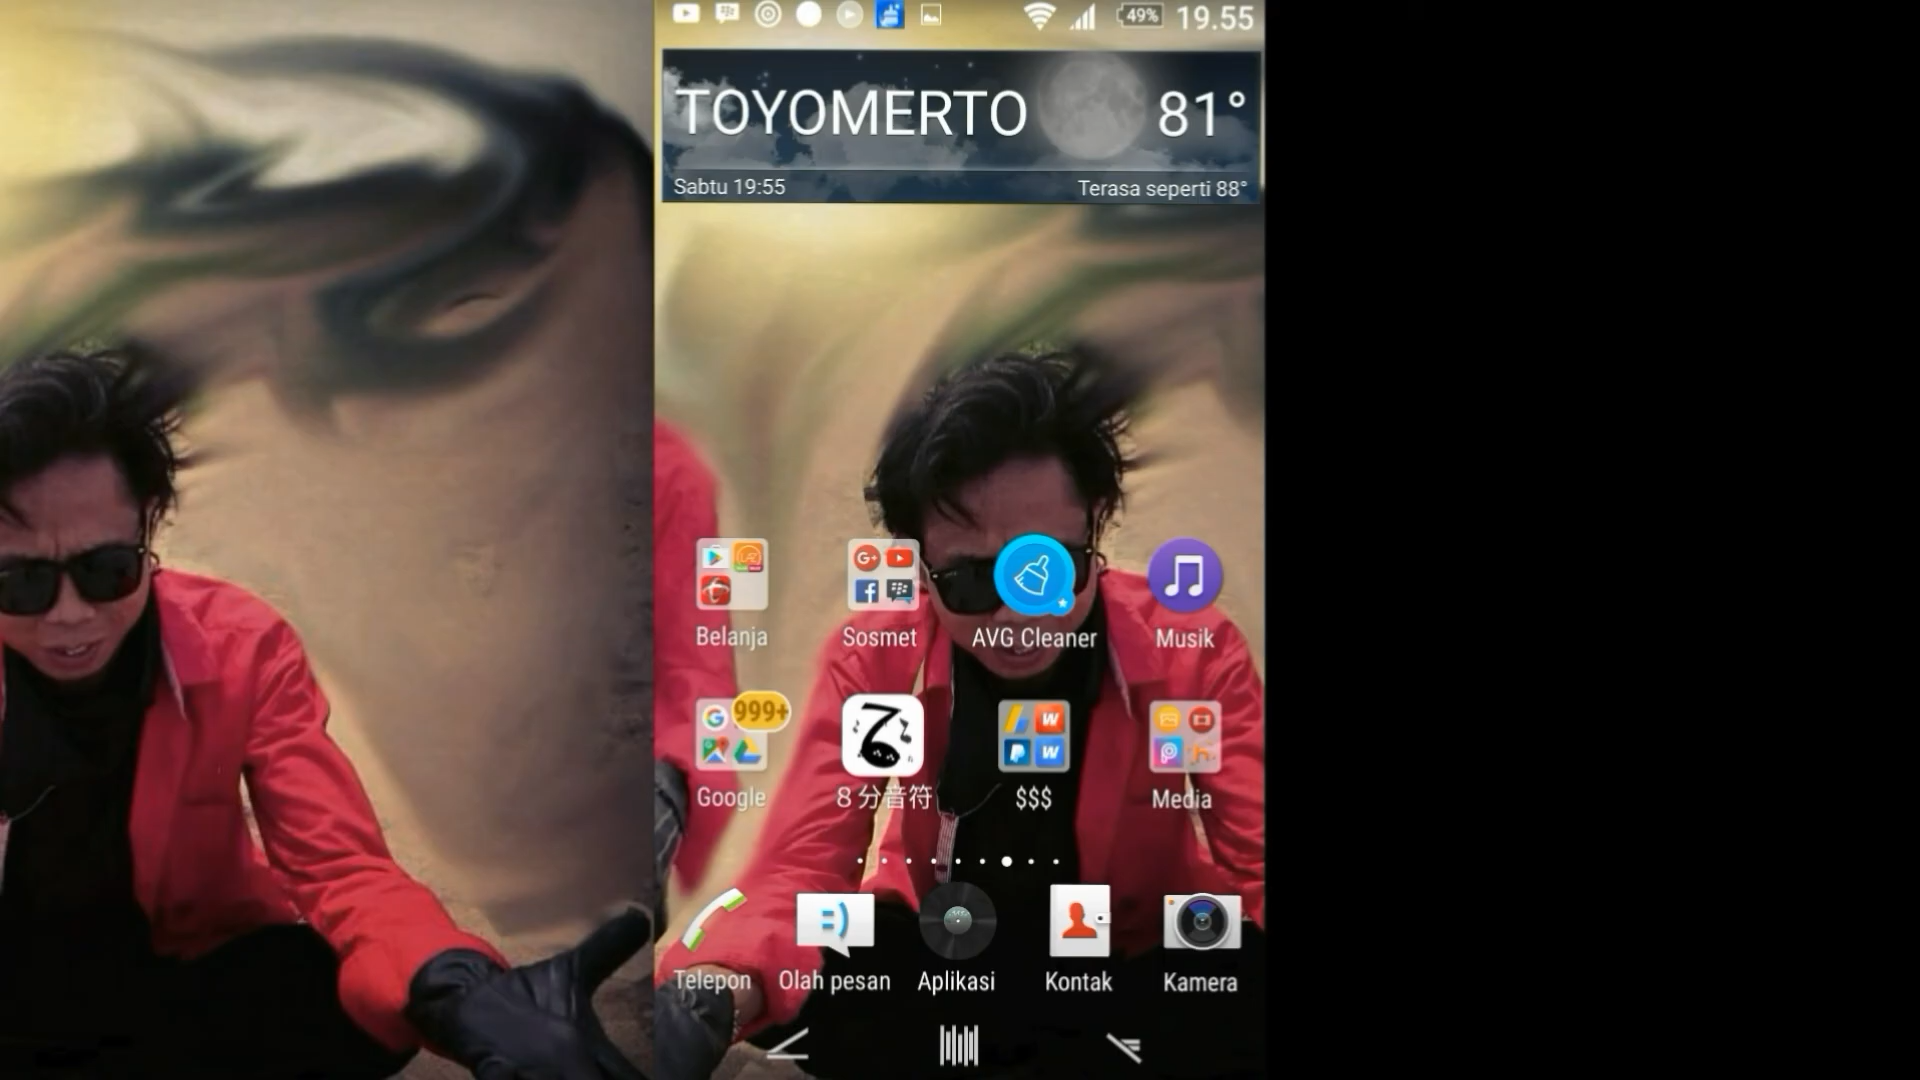 49% 19.55
TOYOMERTO 81°
Sabtu 19:55 Terasa seperti 88°
Belanja Sosmet AVG Cleaner Musik
999+
Google 8分音符 $$$ Media
Telepon Olah pesan Aplikasi Kontak Kamera